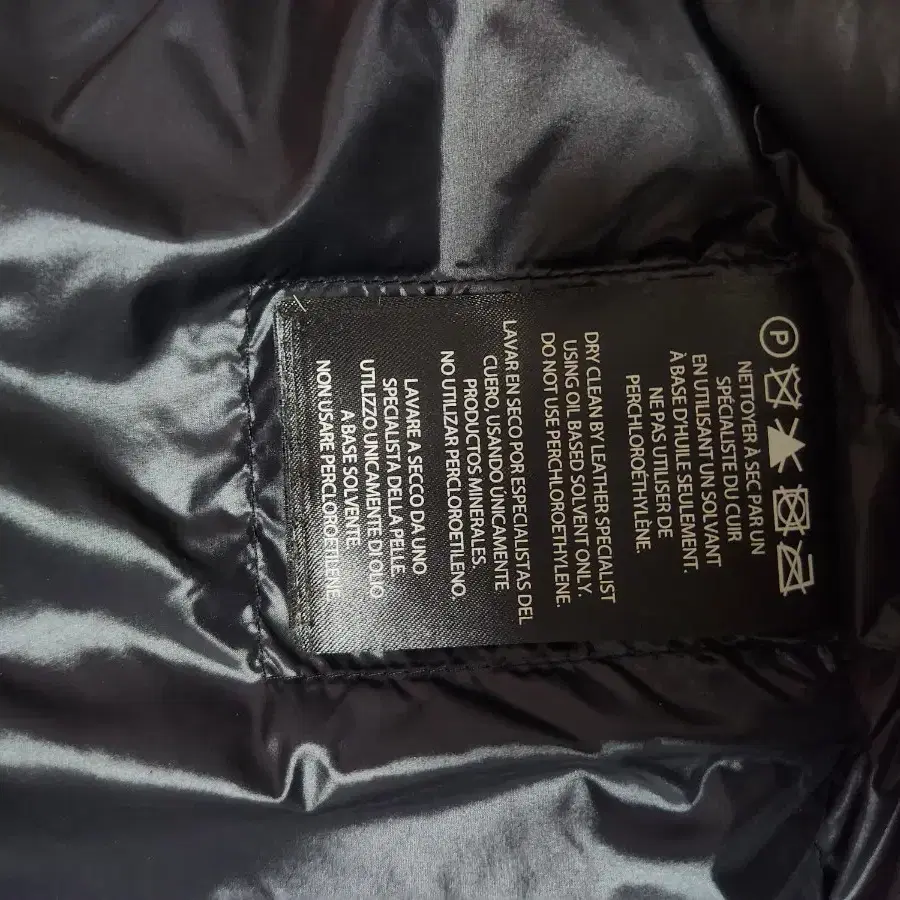 P
NETTOYER À SEC PAR UN
SPÉCIALISTE DU CUIR
EN UTILISANT UN SOLVANT
À BASE D'HUILE SEULEMENT.
NE PAS UTILISER DE
PERCHLOROETHYLÈNE.
DRY CLEAN BY LEATHER SPECIALIST
USING OIL BASED SOLVENT ONLY.
DO NOT USE PERCHLOROETHYLENE.
LAVAR EN SECO POR ESPECIALISTAS DEL
CUERO, USANDO ÚNICAMENTE
PRODUCTOS MINERALES.
NO UTILIZAR PERCLOROETILENO.
LAVARE A SECCO DA UNO
SPECIALISTA DELLA PELLE
UTILIZZO UNICAMENTE DI OLIO
A BASE SOLVENTE.
NON USARE PERCLOROETILENE.